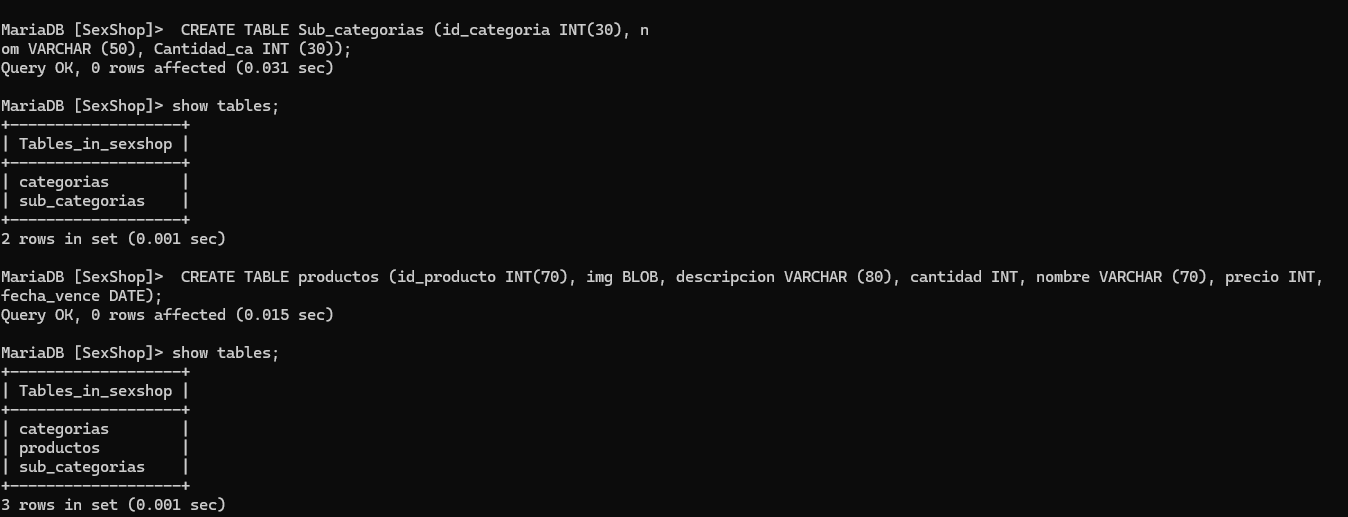 MariaDB [SexShop]>  CREATE TABLE Sub_categorias (id_categoria INT(30), n
om VARCHAR (50), Cantidad_ca INT (30));
Query OK, 0 rows affected (0.031 sec)
MariaDB [SexShop]> show tables;
+-------------------+
| Tables_in_sexshop |
+-------------------+
| categorias        |
| sub_categorias    |
+-------------------+
2 rows in set (0.001 sec)
MariaDB [SexShop]>  CREATE TABLE productos (id_producto INT(70), img BLOB, descripcion VARCHAR (80), cantidad INT, nombre VARCHAR (70), precio INT,
fecha_vence DATE);
Query OK, 0 rows affected (0.015 sec)
MariaDB [SexShop]> show tables;
+-------------------+
| Tables_in_sexshop |
+-------------------+
| categorias        |
| productos         |
| sub_categorias    |
+-------------------+
3 rows in set (0.001 sec)